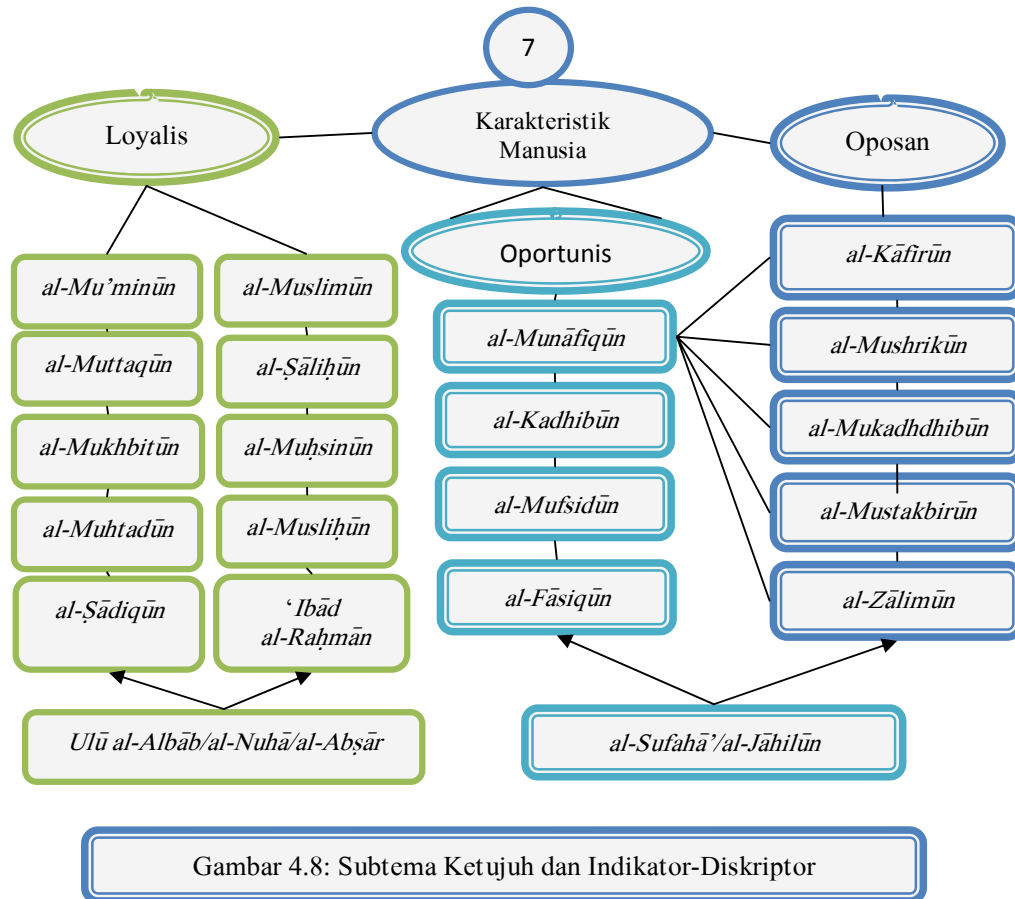 7
Karakteristik
Manusia
Loyalis
Oposan
Oportunis
al-Mu’minūn
al-Muttaqūn
al-Mukhbitūn
al-Muhtadūn
al-Ṣādiqūn
al-Muslimūn
al-Ṣāliḥūn
al-Muḥsinūn
al-Musliḥūn
‘Ibād
al-Raḥmān
Ulū al-Albāb/al-Nuhā/al-Abṣār
al-Munāfiqūn
al-Kadhibūn
al-Mufsidūn
al-Fāsiqūn
al-Kāfirūn
al-Mushrikūn
al-Mukadhdhibūn
al-Mustakbirūn
al-Zālimūn
al-Sufahā’/al-Jāhilūn
Gambar 4.8: Subtema Ketujuh dan Indikator-Diskriptor